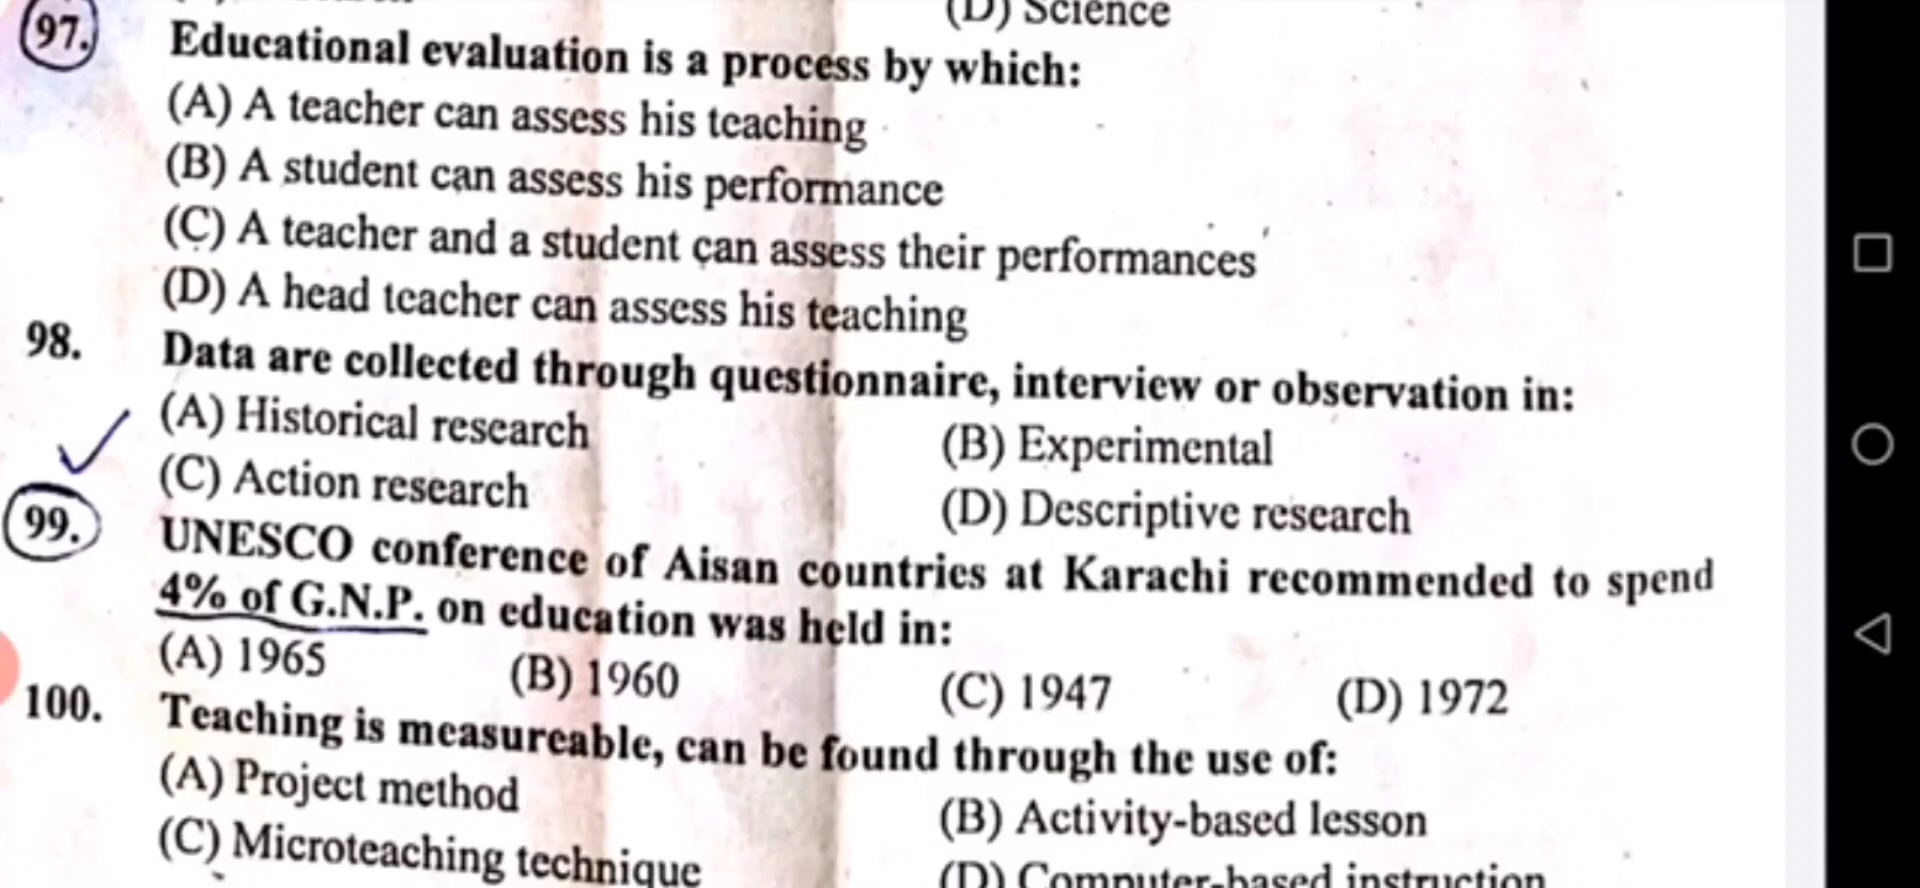 (D) Science
97. Educational evaluation is a process by which:
(A) A teacher can assess his teaching
(B) A student can assess his performance
(C) A teacher and a student can assess their performances
(D) A head teacher can assess his teaching
98. Data are collected through questionnaire, interview or observation in:
(A) Historical research (B) Experimental
(C) Action research (D) Descriptive research
99. UNESCO conference of Aisan countries at Karachi recommended to spend
4% of G.N.P. on education was held in:
(A) 1965 (B) 1960 (C) 1947 (D) 1972
100. Teaching is measureable, can be found through the use of:
(A) Project method (B) Activity-based lesson
(C) Microteaching technique (D) Computer-based instruction